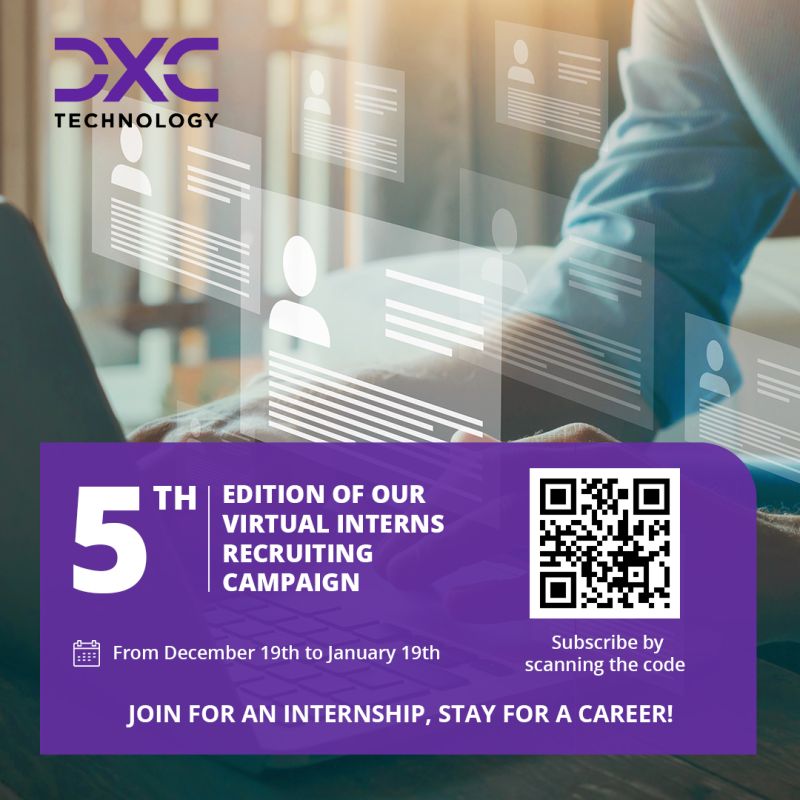 DXC
TECHNOLOGY
5TH
EDITION OF OUR
VIRTUAL INTERNS
RECRUITING
CAMPAIGN
From December 19th to January 19th
Subscribe by
scanning the code
JOIN FOR AN INTERNSHIP, STAY FOR A CAREER!